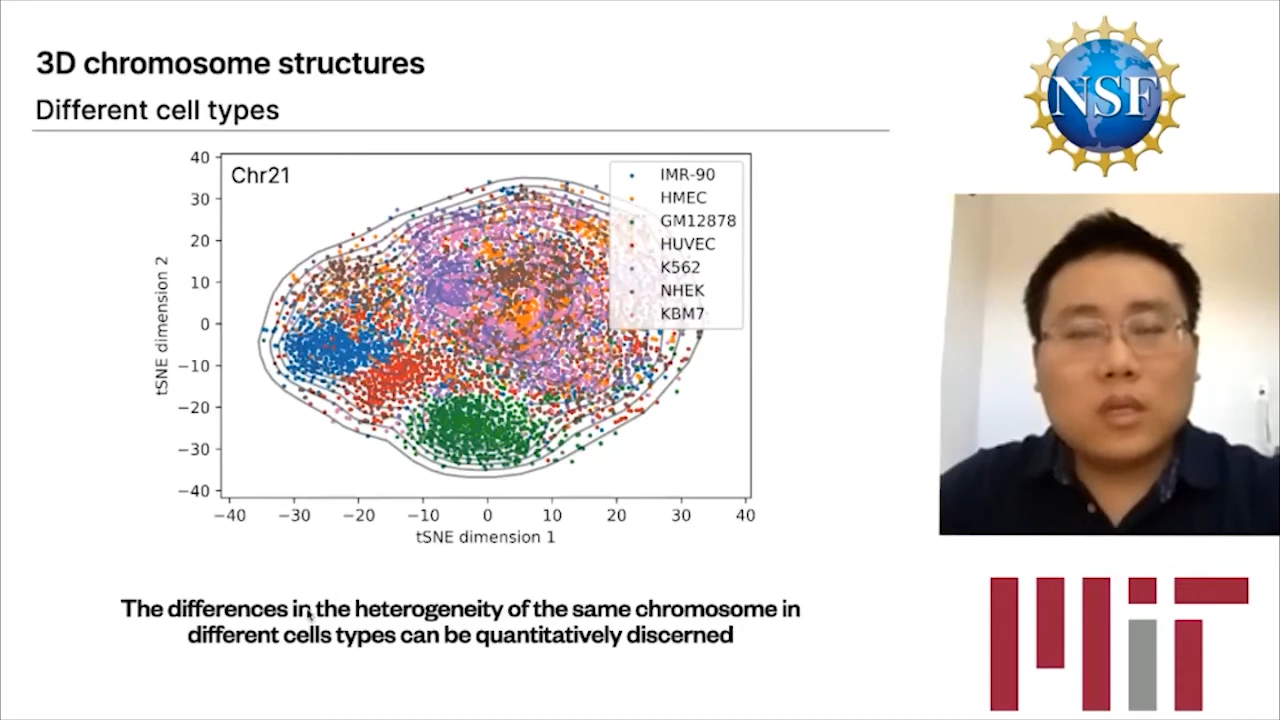 3D chromosome structures
Different cell types
Chr21
IMR-90
HMEC
GM12878
HUVEC
K562
NHEK
KBM7
40
30
20
10
0
−10
−20
−30
−40
tSNE dimension 2
−40 −30 −20 −10 0 10 20 30 40
tSNE dimension 1
The differences in the heterogeneity of the same chromosome in
different cells types can be quantitatively discerned
NSF
MIT